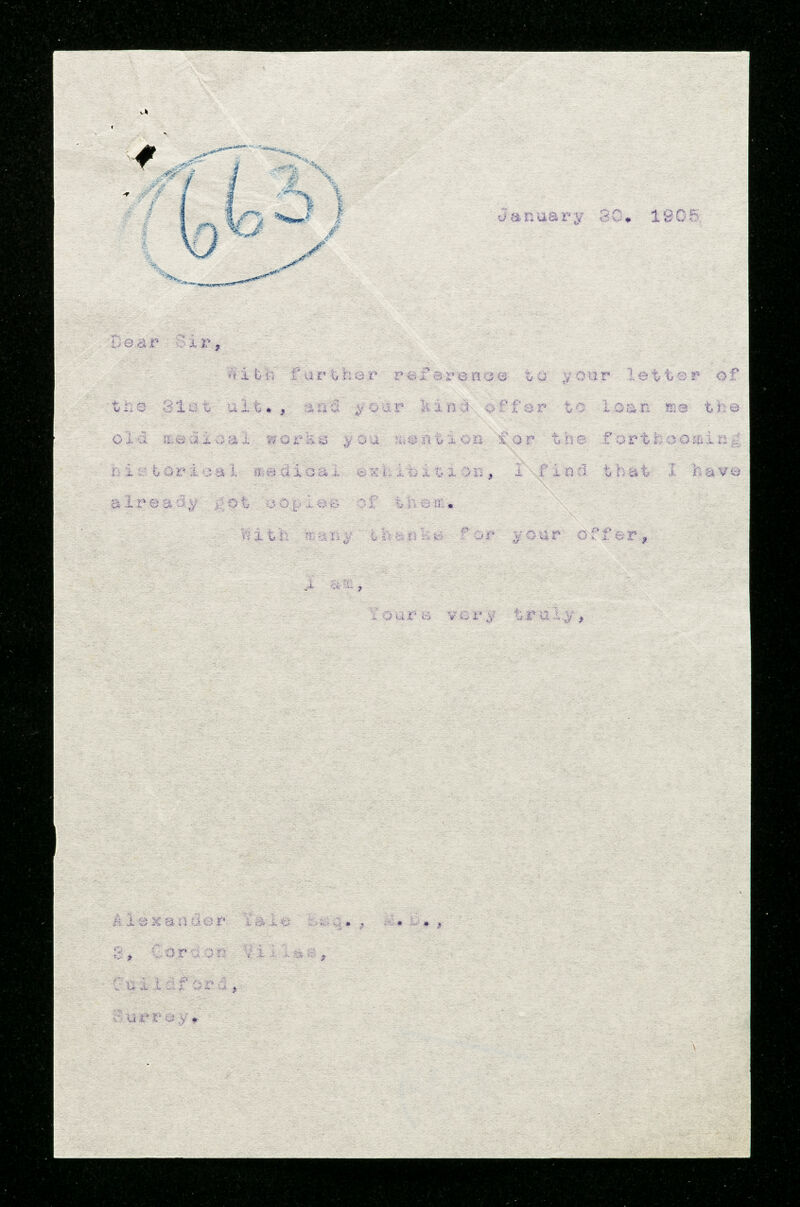 663
January 30. 1905
Dear Sir,
With further reference to your letter of
the 31st ult., and your kind offer to loan me the
old medical works you mention for the forthcoming
historical medical exhibition, I find that I have
already got copies of them.
With many thanks for your offer,
I am,
Yours very truly,
Alexander Yale Esq., M.D.,
3, Gordon Villas,
Guildford,
Surrey.